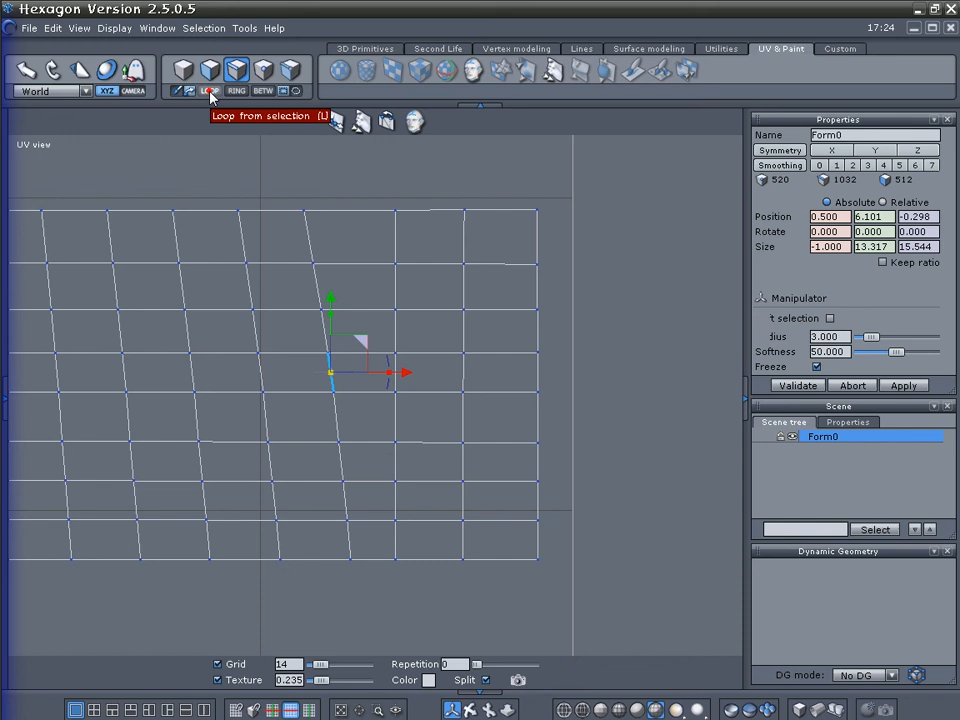 Hexagon Version 2.5.0.5
File Edit View Display Window Selection Tools Help
17:24
3D Primitives Second Life Vertex modeling Lines Surface modeling Utilities UV & Paint Custom
World XYZ CAMERA LOOP RING BETW
Loop from selection (L)
UV view
Properties
Name Form0
Symmetry X Y Z
Smoothing 0 1 2 3 4 5 6 7
520 1032 512
Absolute Relative
Position 0.500 6.101 -0.298
Rotate 0.000 0.000 0.000
Size -1.000 13.317 15.544
Keep ratio
Manipulator
t selection
dius 3.000
Softness 50.000
Freeze
Validate Abort Apply
Scene
Scene tree Properties
Form0
Select
Dynamic Geometry
DG mode: No DG
Grid 14 Repetition 0
Texture 0.235 Color Split